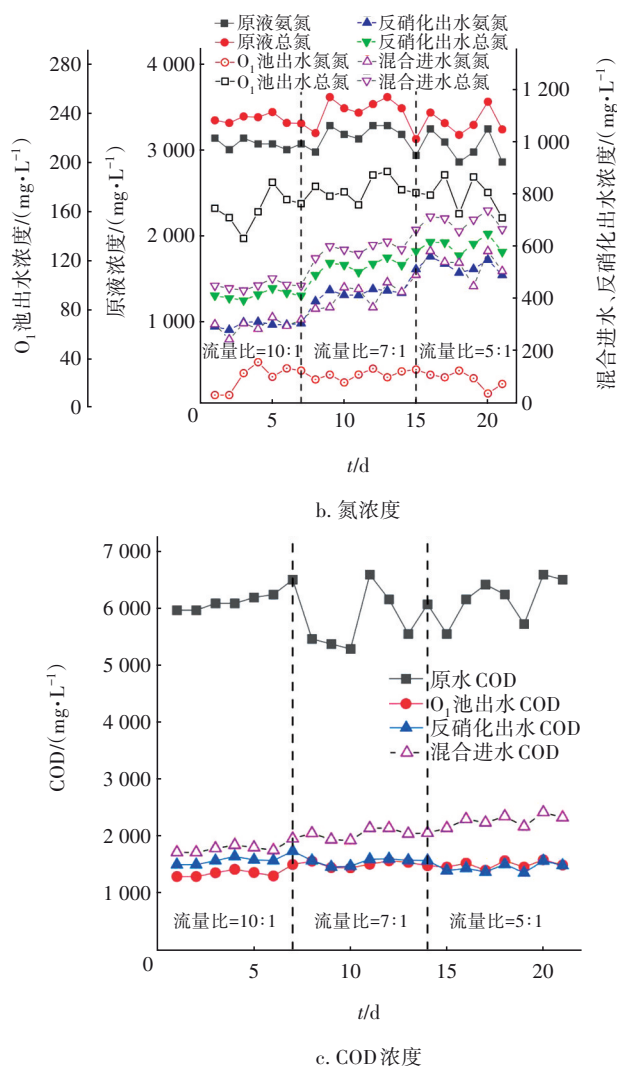 原液氨氮 反硝化出水氨氮
原液总氮 反硝化出水总氮
O₁池出水氮氮 混合进水氮氮
O₁池出水总氮 混合进水总氮
O₁池出水浓度/(mg·L⁻¹)
280
240
200
160
120
80
40
0
原液浓度/(mg·L⁻¹)
4 000
3 000
2 000
1 000
混合进水、反硝化出水浓度/(mg·L⁻¹)
1 200
1 000
800
600
400
200
0
流量比=10∶1 流量比=7∶1 流量比=5∶1
0 5 10 15 20
t/d
b. 氮浓度
COD/(mg·L⁻¹)
7 000
6 000
5 000
4 000
3 000
2 000
1 000
原水COD
O₁池出水COD
反硝化出水COD
混合进水COD
流量比=10∶1 流量比=7∶1 流量比=5∶1
0 5 10 15 20
t/d
c. COD浓度